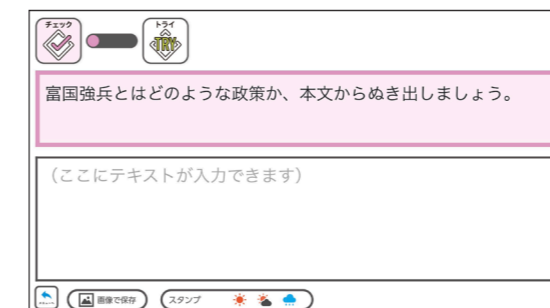 チェック
トライ
TRY
富国強兵とはどのような政策か、本文からぬき出しましょう。
(ここにテキストが入力できます)
画像で保存
スタンプ